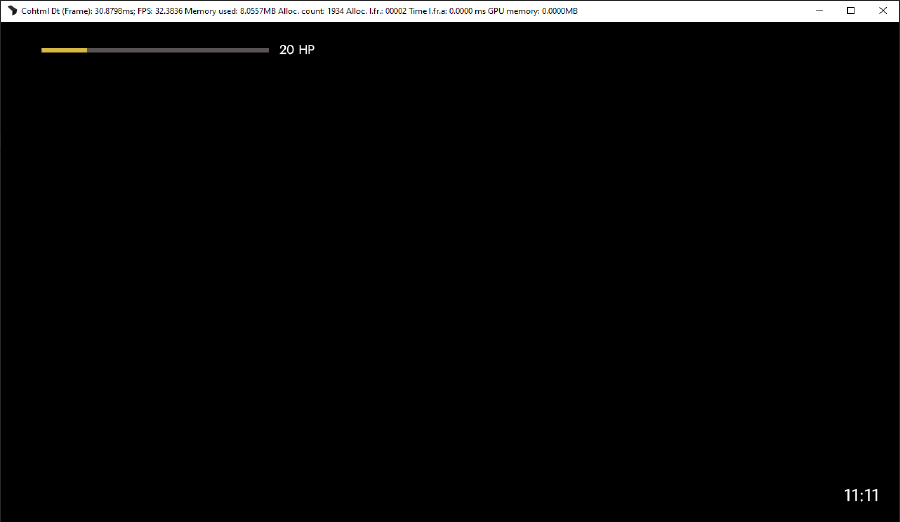 Cohtml Dt (Frame): 30.8798ms; FPS: 32.3836 Memory used: 8.0557MB Alloc. count: 1934 Alloc. l.fr.: 00002 Time l.fr.a: 0.0000 ms GPU memory: 0.0000MB
20 HP
11:11